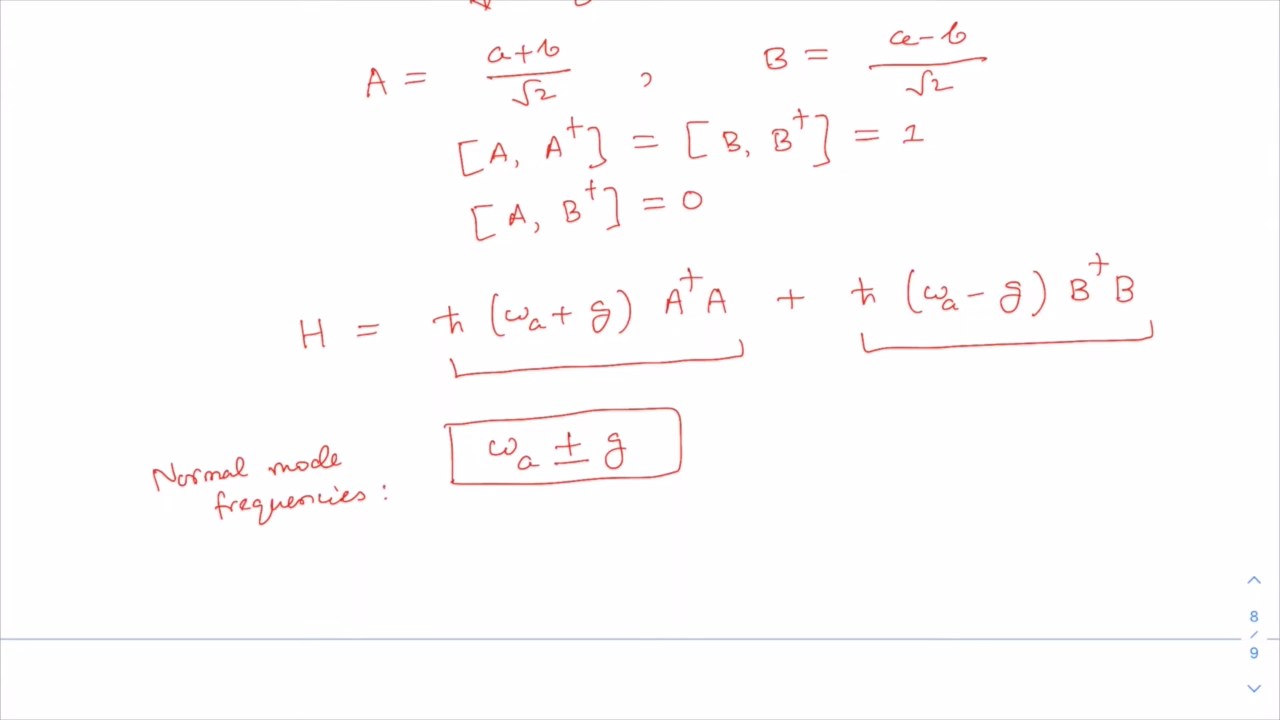 A = a+b/√2 , B = a-b/√2
[A, A†] = [B, B†] = 1
[A, B†] = 0
H = ħ (ωₐ + g) A†A + ħ (ωₐ - g) B†B
Normal mode frequencies : ωₐ ± g
8
/
9